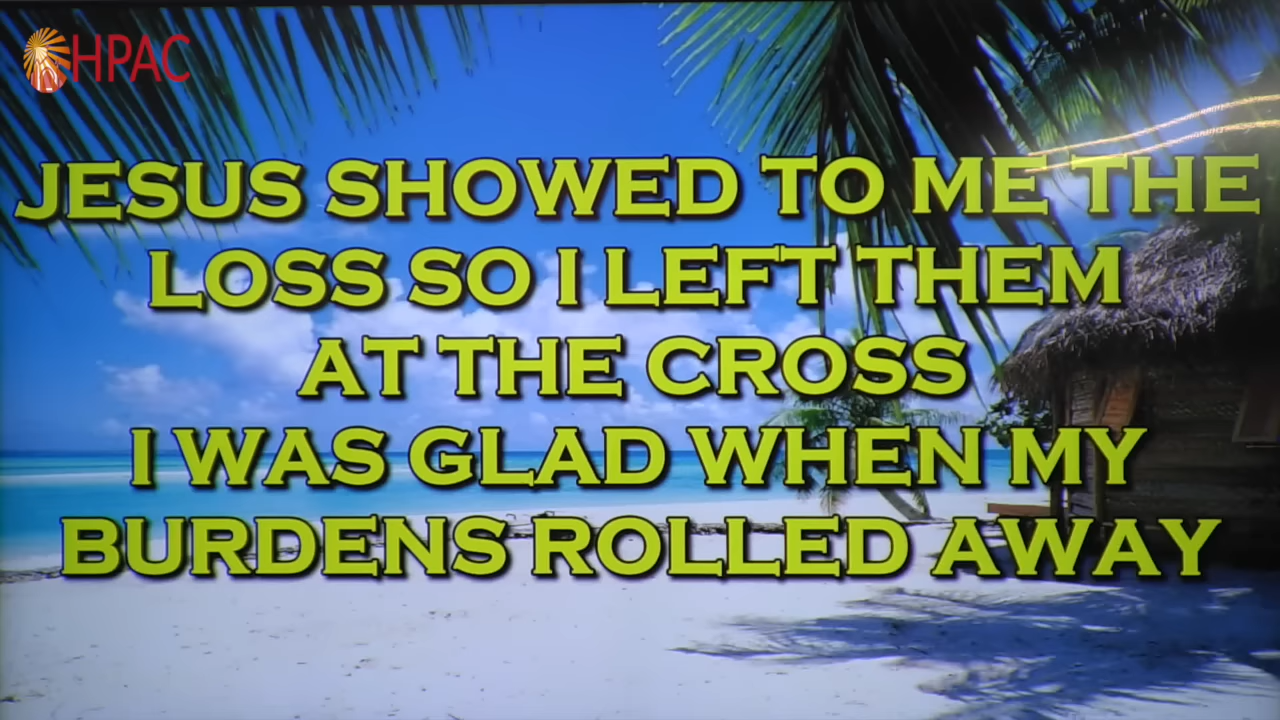 HPAC
JESUS SHOWED TO ME THE
LOSS SO I LEFT THEM
AT THE CROSS
I WAS GLAD WHEN MY
BURDENS ROLLED AWAY